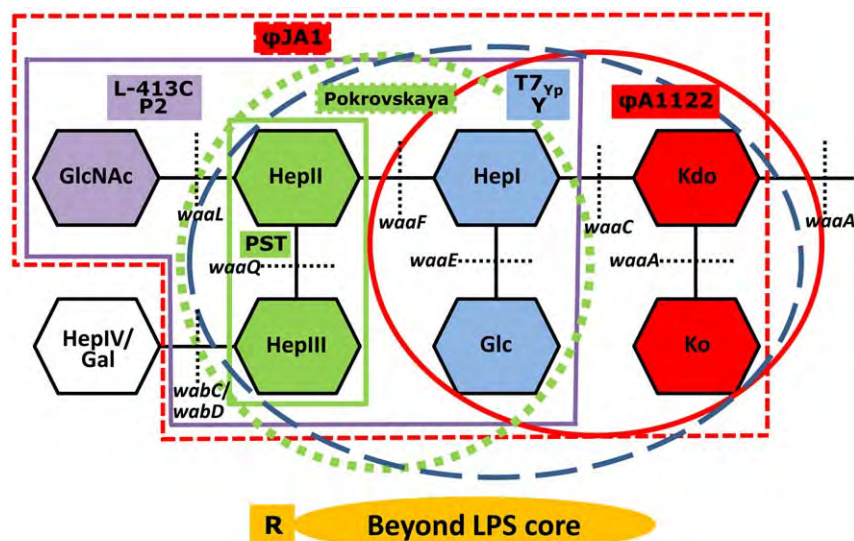 φJA1
L-413C
P2
Pokrovskaya
T7Yp
Y
φA1122
GlcNAc
HepII
HepI
Kdo
waaL
waaF
waaC
waaA
PST
waaQ
waaE
waaA
HepIV/
Gal
HepIII
Glc
Ko
wabC/
wabD
R
Beyond LPS core